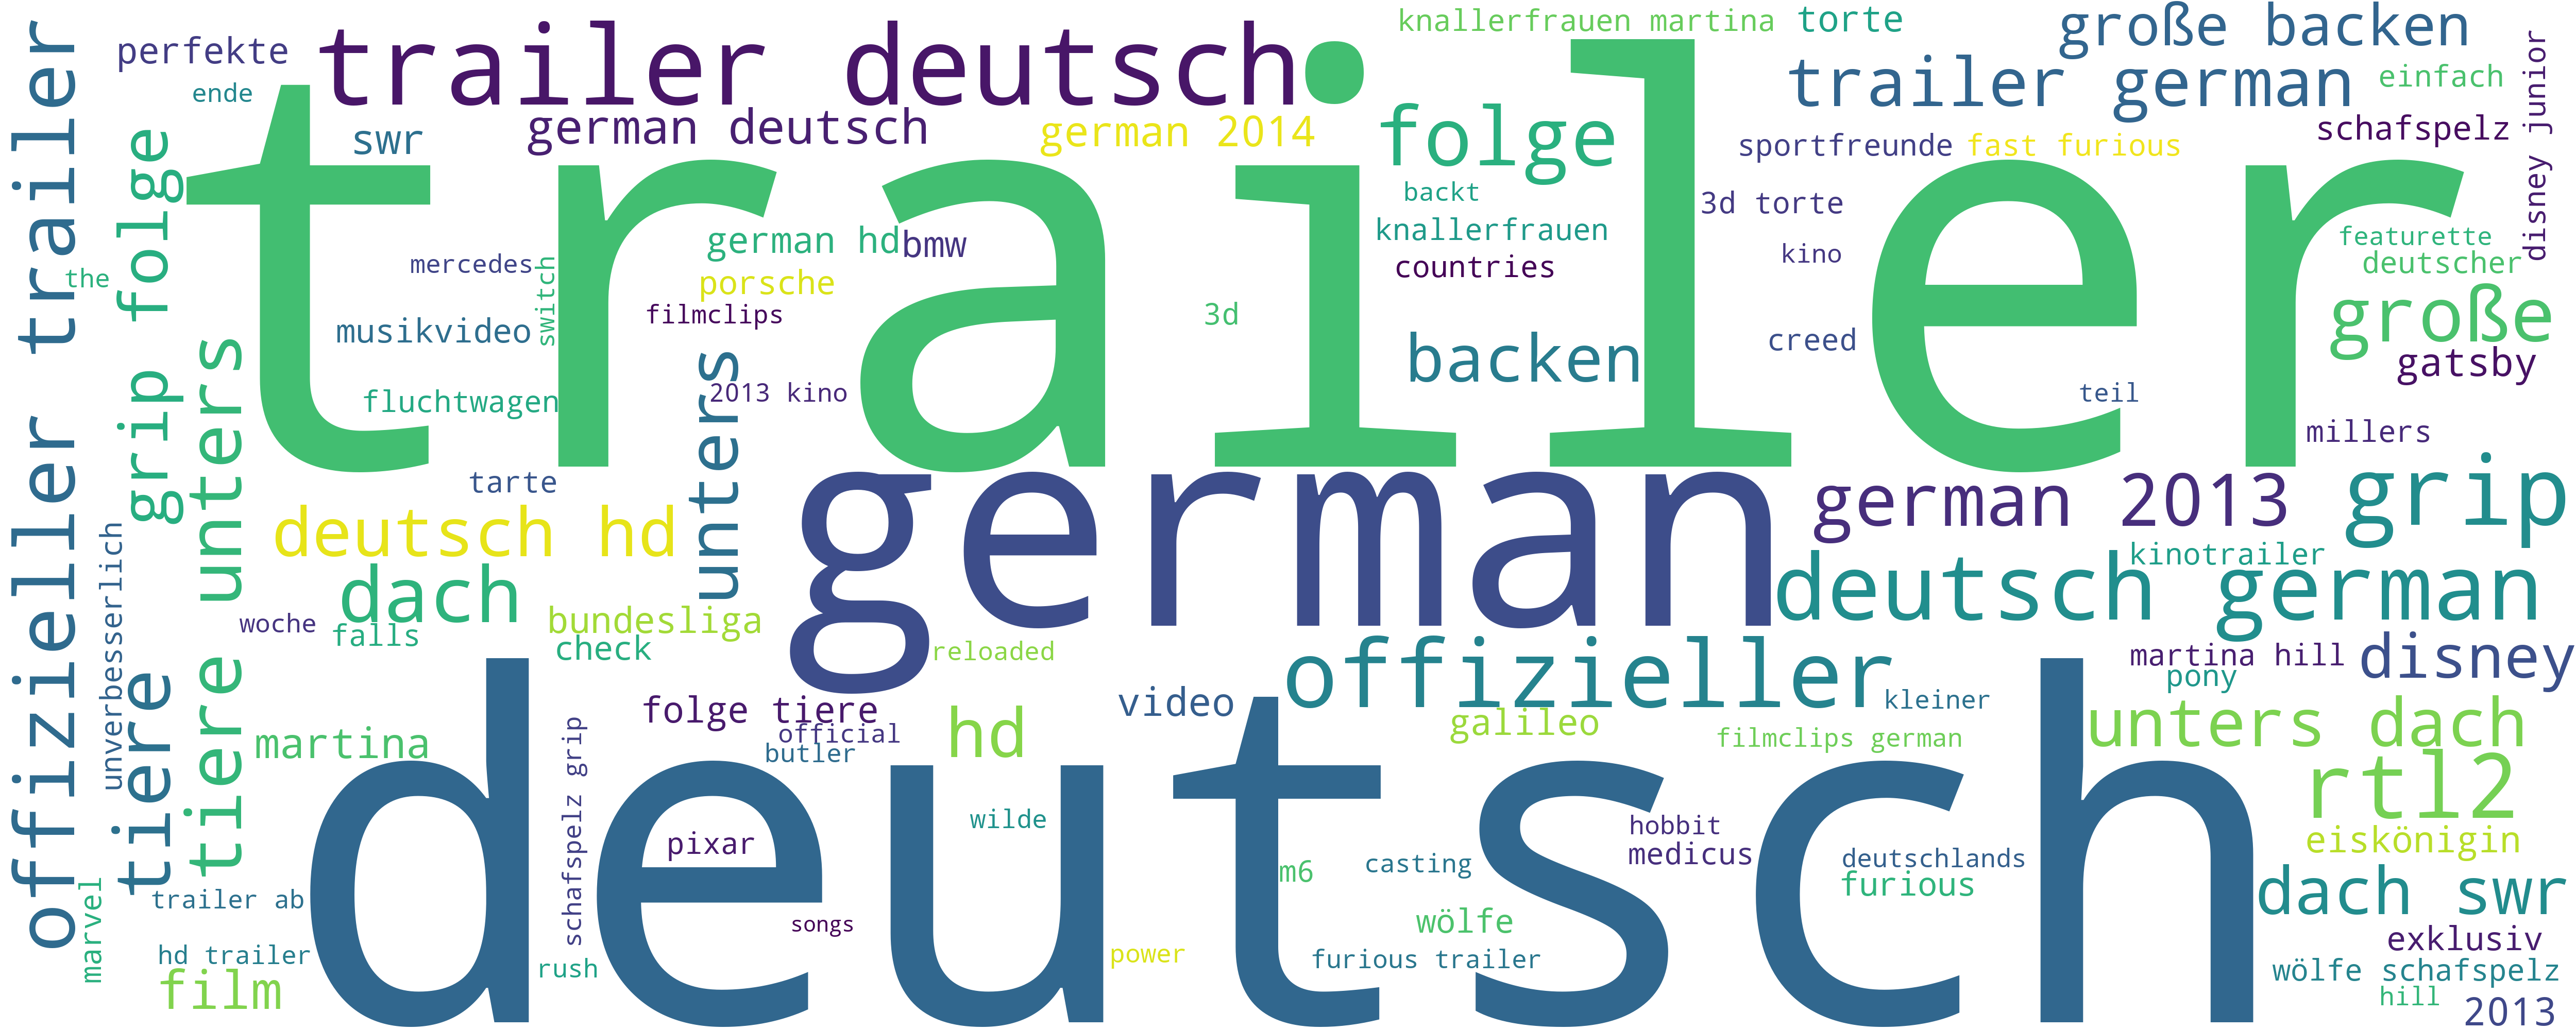 offizieller trailer
perfekte
ende
trailer deutsch
knallerfrauen martina
torte
große backen
trailer german
einfach
disney junior
schafspelz
swr
german deutsch
german 2014
folge
sportfreunde
fast furious
grip folge
trailer
backt
3d torte
knallerfrauen
german hd
bmw
kino
featurette
deutscher
the
mercedes
switch
porsche
countries
filmclips
3d
große
musikvideo
creed
gatsby
unters
backen
fluchtwagen
unters
2013 kino
teil
millers
tarte
german
german 2013
grip
deutsch hd
kinotrailer
unverbesserlich
dach
deutsch german
woche
falls
bundesliga
check
reloaded
offizieller
martina hill
disney
pony
tiere
tiere
folge tiere
video
kleiner
martina
official
butler
hd
galileo
filmclips german
unters dach
schafspelz grip
deutsch
rtl2
wilde
hobbit
eiskönigin
pixar
medicus
casting
deutschlands
m6
furious
marvel
trailer ab
dach swr
songs
wölfe
exklusiv
hd trailer
rush
power
furious trailer
wölfe schafspelz
film
hill
2013